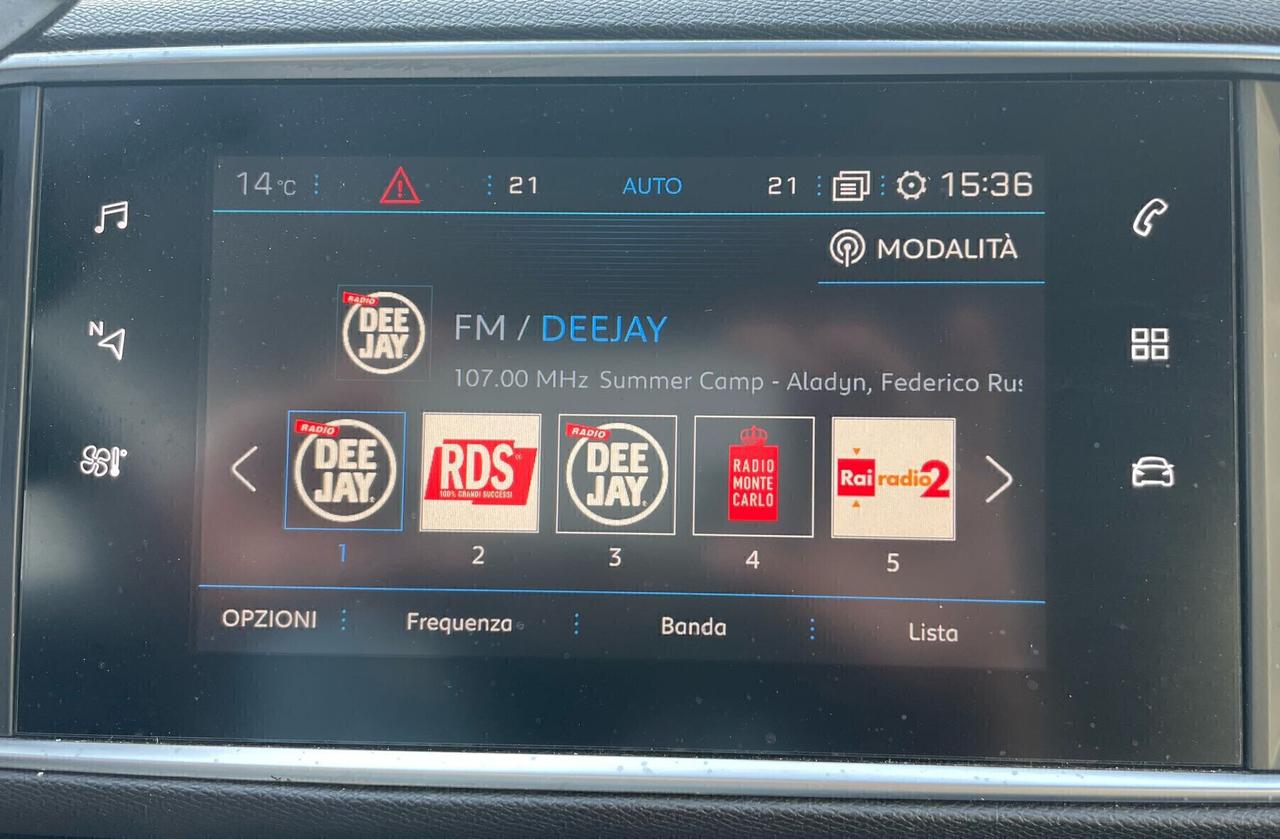 14 °C 21 AUTO 21 15:36
MODALITÀ
N
RADIO DEE JAY
FM / DEEJAY
107.00 MHz Summer Camp - Aladyn, Federico Rus
RADIO
DEE
JAY
RDS
100% GRANDI SUCCESSI
RADIO
DEE
JAY
RADIO
MONTE
CARLO
Rai radio2
1 2 3 4 5
OPZIONI Frequenza Banda Lista